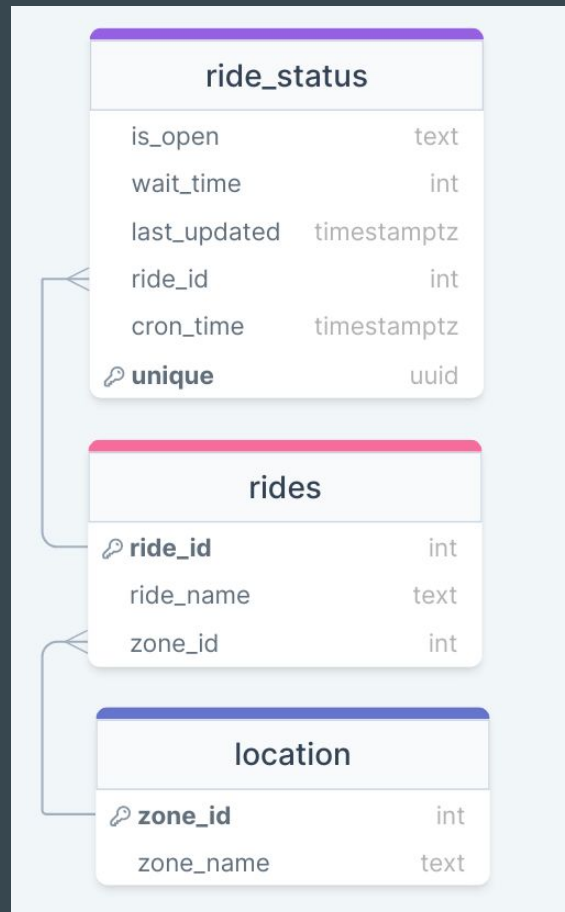 ride_status
is_open text
wait_time int
last_updated timestamptz
ride_id int
cron_time timestamptz
unique uuid
rides
ride_id int
ride_name text
zone_id int
location
zone_id int
zone_name text